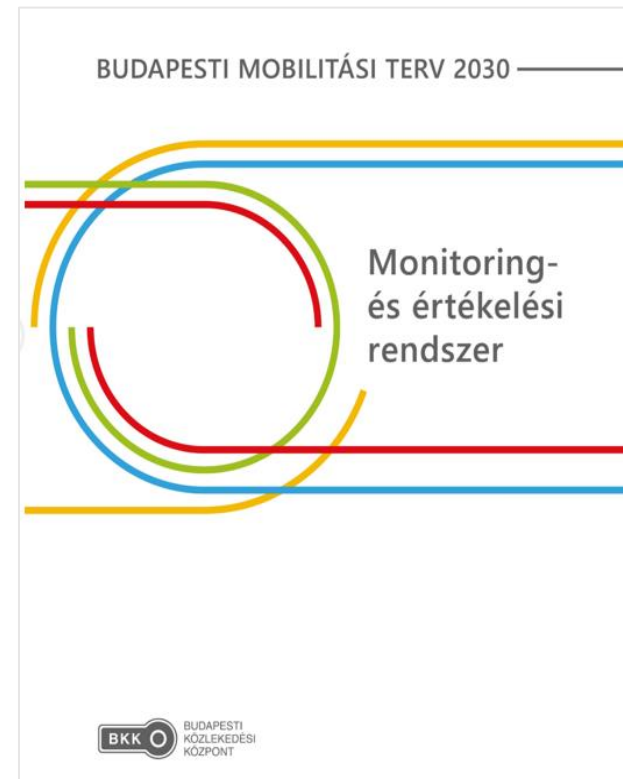 BUDAPESTI MOBILITÁSI TERV 2030
Monitoring-
és értékelési
rendszer
BKK
BUDAPESTI
KÖZLEKEDÉSI
KÖZPONT